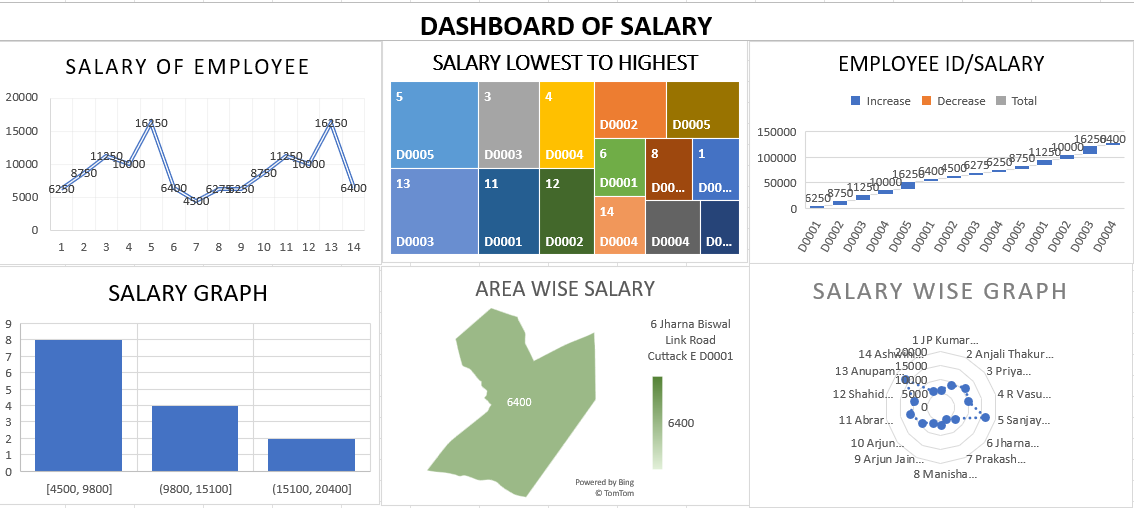 DASHBOARD OF SALARY
SALARY OF EMPLOYEE
20000
15000
10000
5000
0
6250
8750
11250
10000
16250
6400
4500
6275
6250
8750
11250
10000
16250
6400
1 2 3 4 5 6 7 8 9 10 11 12 13 14
SALARY LOWEST TO HIGHEST
5
D0005
3
D0003
4
D0004
D0002
D0005
6
D0001
8
D00...
1
D00...
13
D0003
11
D0001
12
D0002
14
D0004
D0004
D0...
EMPLOYEE ID/SALARY
Increase Decrease Total
150000
100000
50000
0
6250
8750
11250
10000
16250
6400
4500
6275
6250
8750
11250
10000
16250
6400
D0001 D0002 D0003 D0004 D0005 D0001 D0002 D0003 D0004 D0005 D0001 D0002 D0003 D0004
SALARY GRAPH
9
8
7
6
5
4
3
2
1
0
[4500, 9800] (9800, 15100] (15100, 20400]
AREA WISE SALARY
6 Jharna Biswal
Link Road
Cuttack E D0001
6400
6400
Powered by Bing
© TomTom
SALARY WISE GRAPH
1 JP Kumar...
2 Anjali Thakur...
3 Priya...
4 R Vasu...
5 Sanjay...
6 Jharna...
7 Prakash...
8 Manisha...
9 Arjun Jain...
10 Arjun...
11 Abrar...
12 Shahid...
13 Anupam...
14 Ashwini...
20000
15000
10000
5000
0